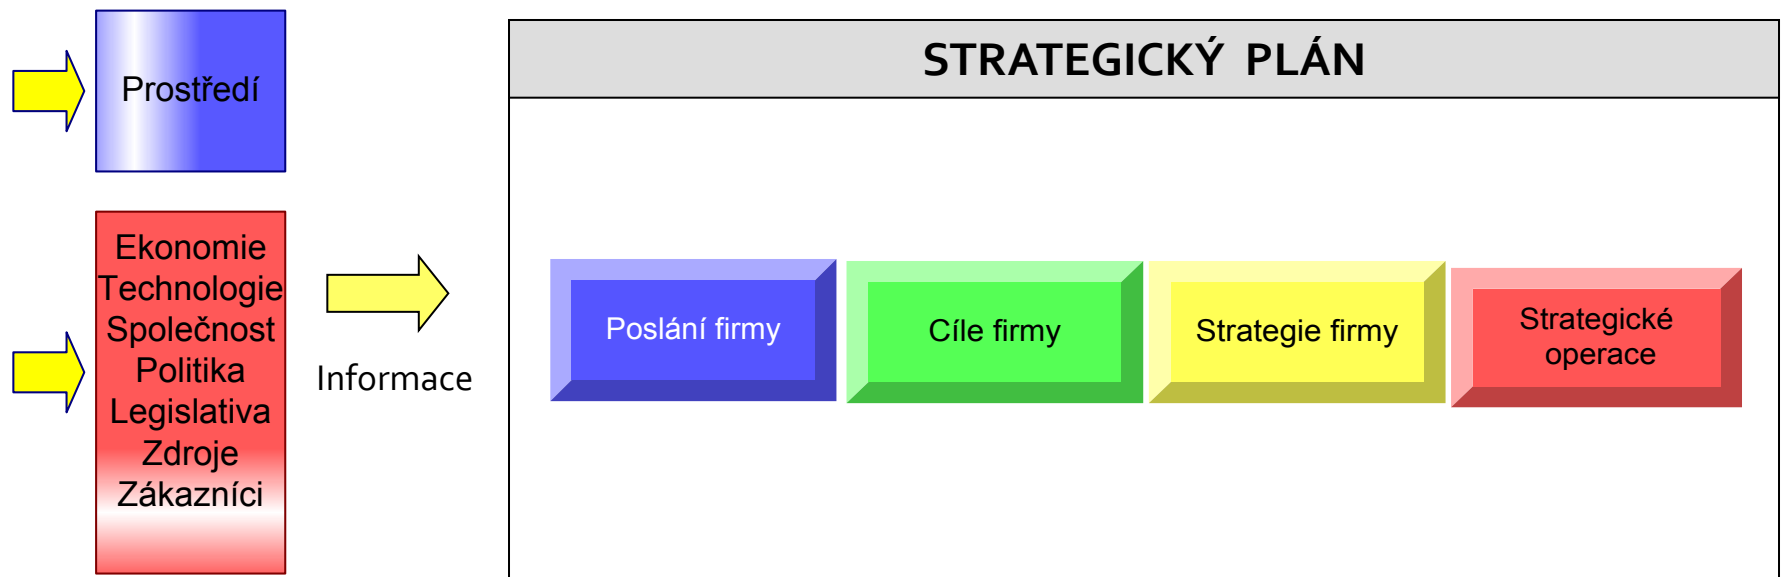 Prostředí
Ekonomie
Technologie
Společnost
Politika
Legislativa
Zdroje
Zákazníci
Informace
STRATEGICKÝ PLÁN
Poslání firmy
Cíle firmy
Strategie firmy
Strategické
operace